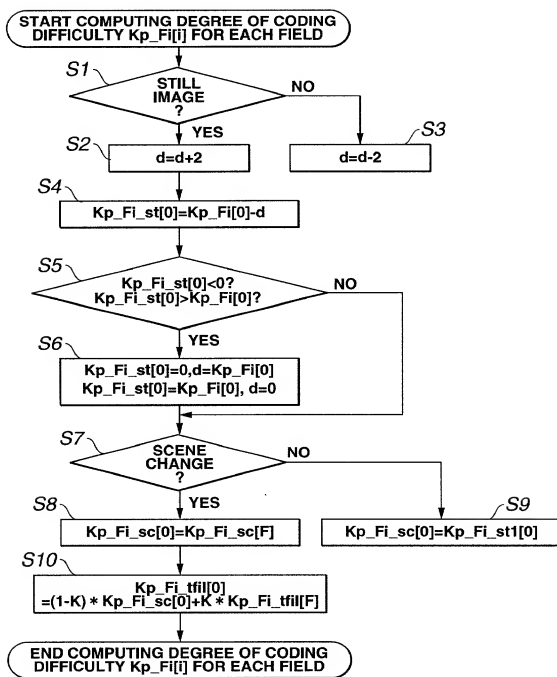 START COMPUTING DEGREE OF CODING
DIFFICULTY Kp_Fi[i] FOR EACH FIELD
S1
STILL
IMAGE
?
NO
YES
S2
d=d+2
S3
d=d-2
S4
Kp_Fi_st[0]=Kp_Fi[0]-d
S5
Kp_Fi_st[0]<0?
Kp_Fi_st[0]>Kp_Fi[0]?
NO
YES
S6
Kp_Fi_st[0]=0,d=Kp_Fi[0]
Kp_Fi_st[0]=Kp_Fi[0], d=0
S7
SCENE
CHANGE
?
NO
YES
S8
Kp_Fi_sc[0]=Kp_Fi_sc[F]
S9
Kp_Fi_sc[0]=Kp_Fi_st1[0]
S10
Kp_Fi_tfil[0]
=(1-K) * Kp_Fi_sc[0]+K * Kp_Fi_tfil[F]
END COMPUTING DEGREE OF CODING
DIFFICULTY Kp_Fi[i] FOR EACH FIELD